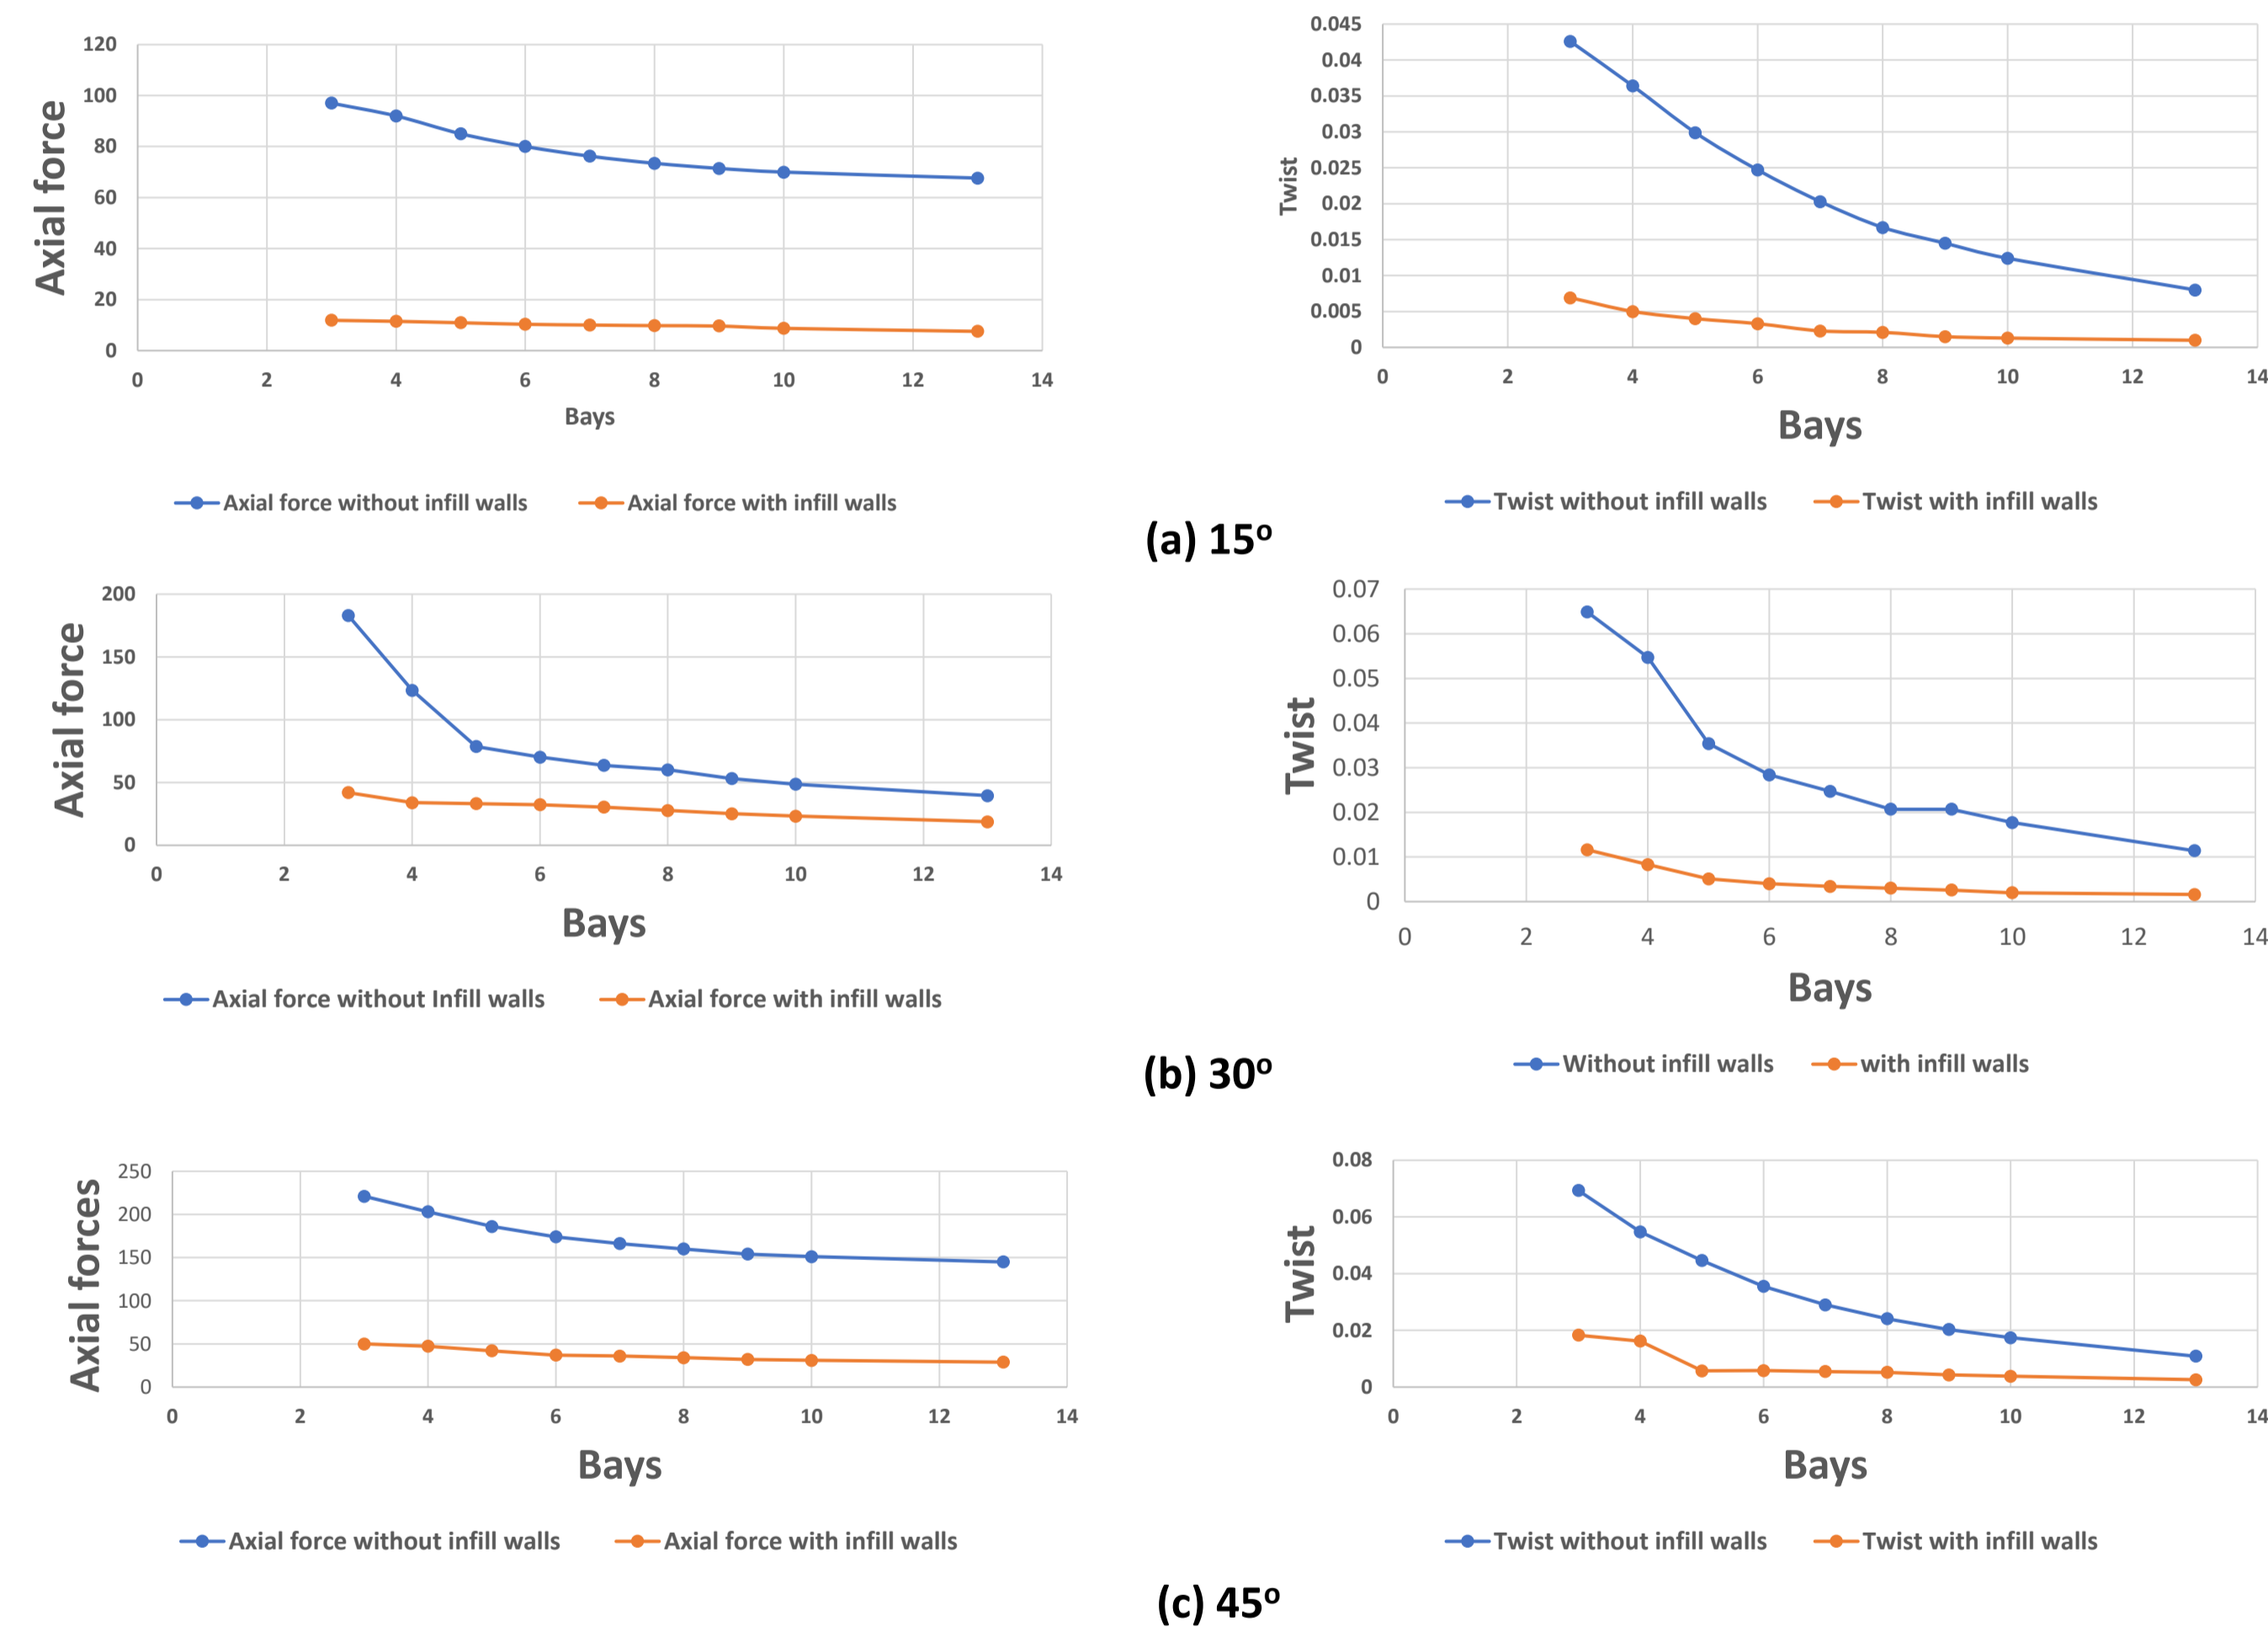 120
100
80
60
40
20
0
Axial force
0 2 4 6 8 10 12 14
Bays
Axial force without infill walls Axial force with infill walls
0.045
0.04
0.035
0.03
0.025
0.02
0.015
0.01
0.005
0
Twist
0 2 4 6 8 10 12 14
Bays
Twist without infill walls Twist with infill walls
(a) 15º
200
150
100
50
0
Axial force
0 2 4 6 8 10 12 14
Bays
Axial force without Infill walls Axial force with infill walls
0.07
0.06
0.05
0.04
0.03
0.02
0.01
0
Twist
0 2 4 6 8 10 12 14
Bays
Without infill walls with infill walls
(b) 30º
250
200
150
100
50
0
Axial forces
0 2 4 6 8 10 12 14
Bays
Axial force without infill walls Axial force with infill walls
0.08
0.06
0.04
0.02
0
Twist
0 2 4 6 8 10 12 14
Bays
Twist without infill walls Twist with infill walls
(c) 45º